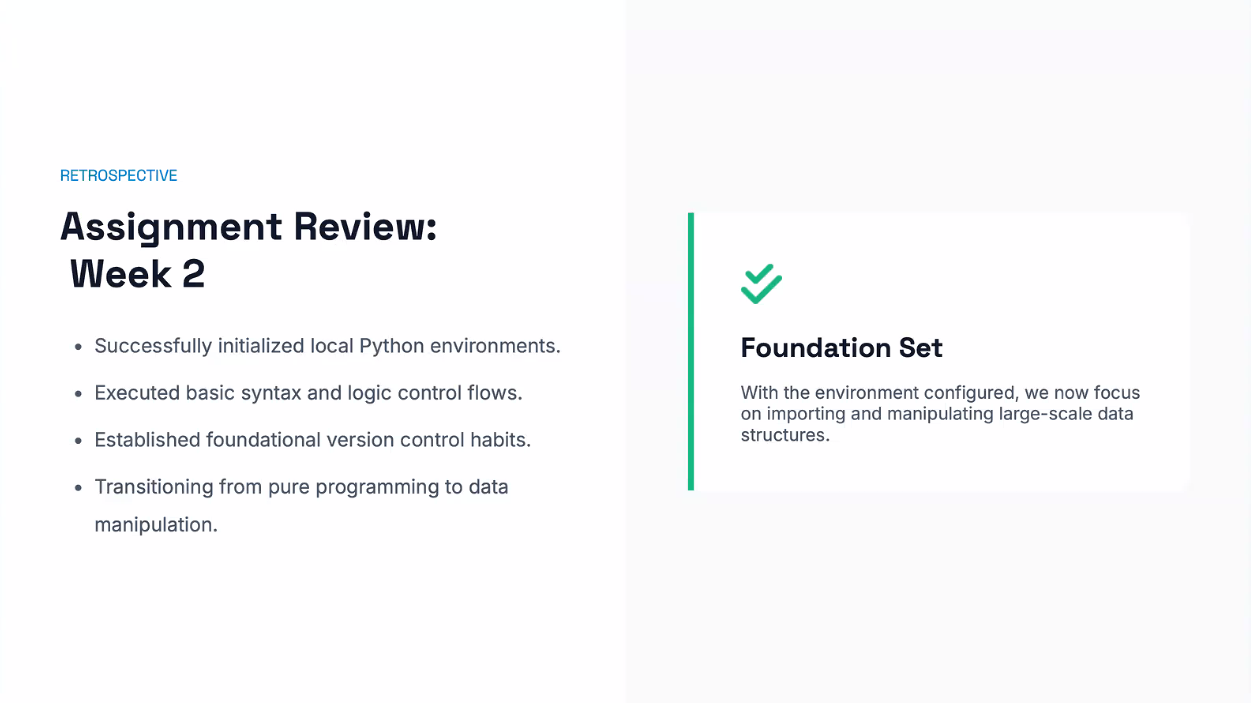 RETROSPECTIVE
Assignment Review:
Week 2
• Successfully initialized local Python environments.
• Executed basic syntax and logic control flows.
• Established foundational version control habits.
• Transitioning from pure programming to data
manipulation.
Foundation Set
With the environment configured, we now focus
on importing and manipulating large-scale data
structures.